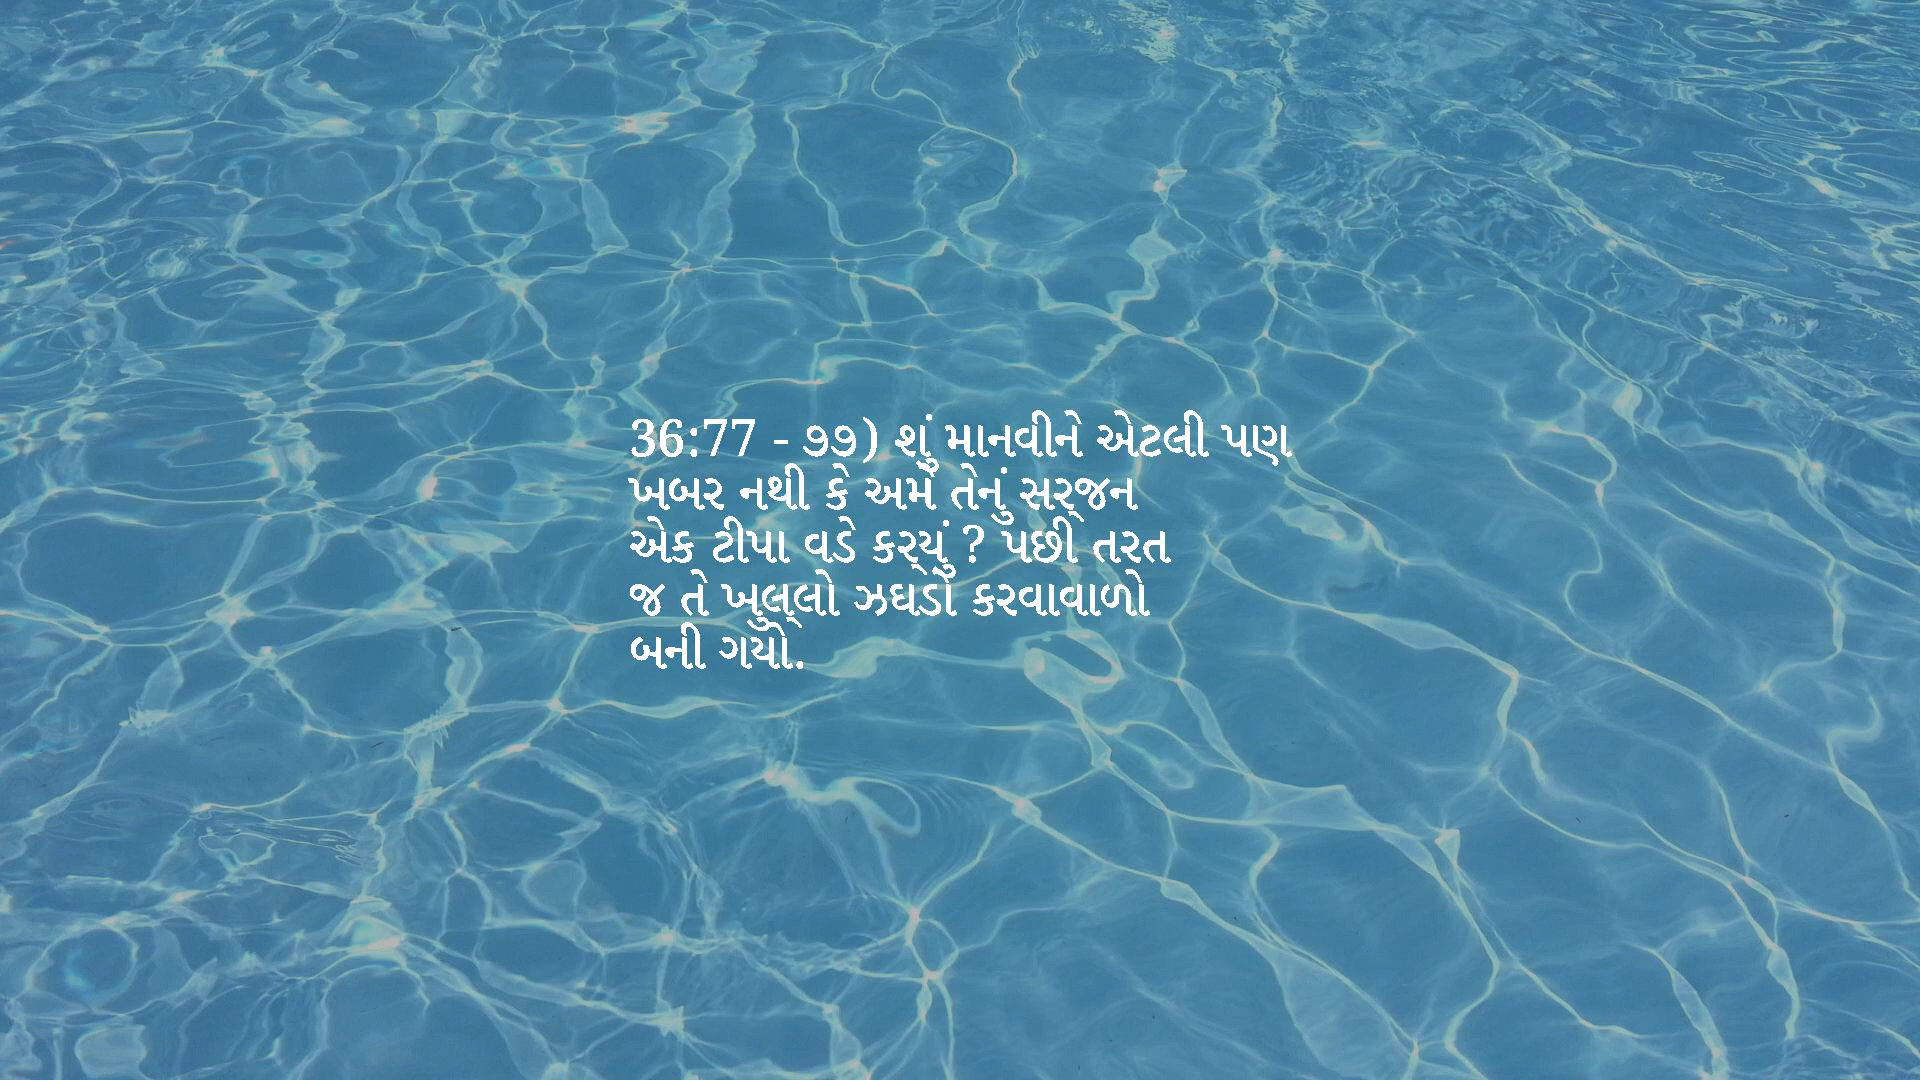 36:77 - ૭૭) શું માનવીને એટલી પણ
ખબર નથી કે અમે તેનું સર્જન
એક ટીપા વડે કર્યું ? પછી તરત
જ તે ખુલ્લો ઝઘડો કરવાવાળો
બની ગયો.